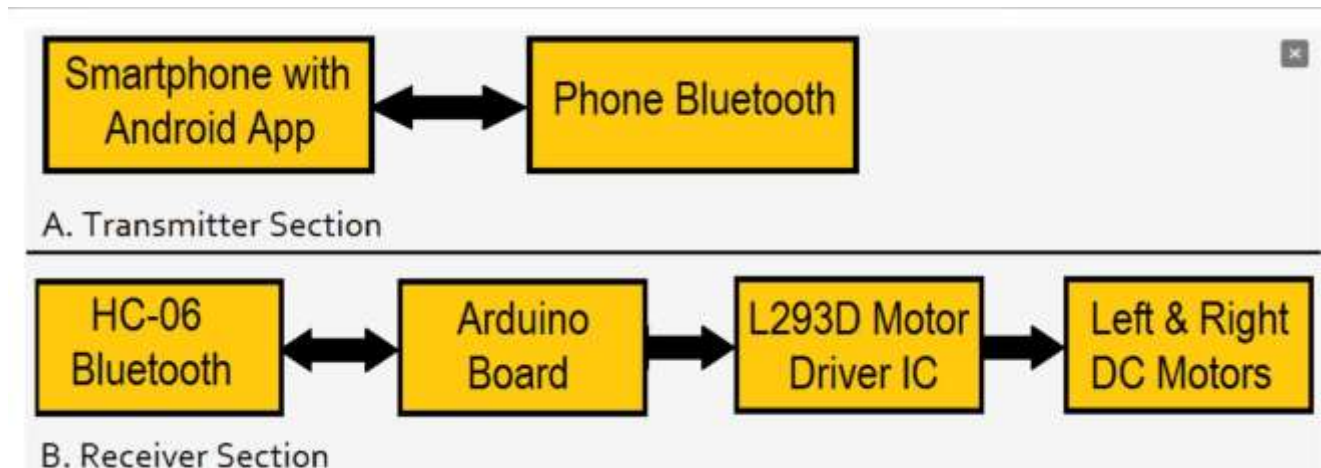 Smartphone with
Android App
Phone Bluetooth
A. Transmitter Section
HC-06
Bluetooth
Arduino
Board
L293D Motor
Driver IC
Left & Right
DC Motors
B. Receiver Section